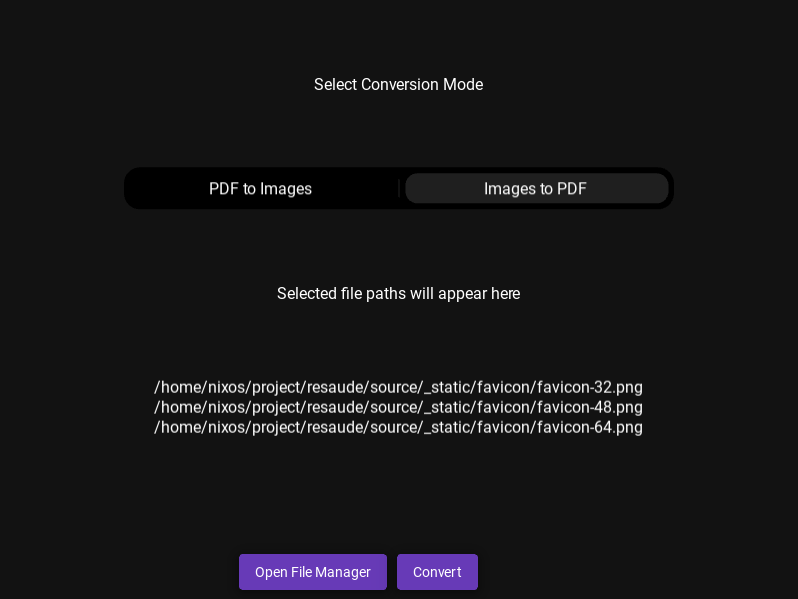 Select Conversion Mode
PDF to Images
Images to PDF
Selected file paths will appear here
/home/nixos/project/resaude/source/_static/favicon/favicon-32.png
/home/nixos/project/resaude/source/_static/favicon/favicon-48.png
/home/nixos/project/resaude/source/_static/favicon/favicon-64.png
Open File Manager
Convert